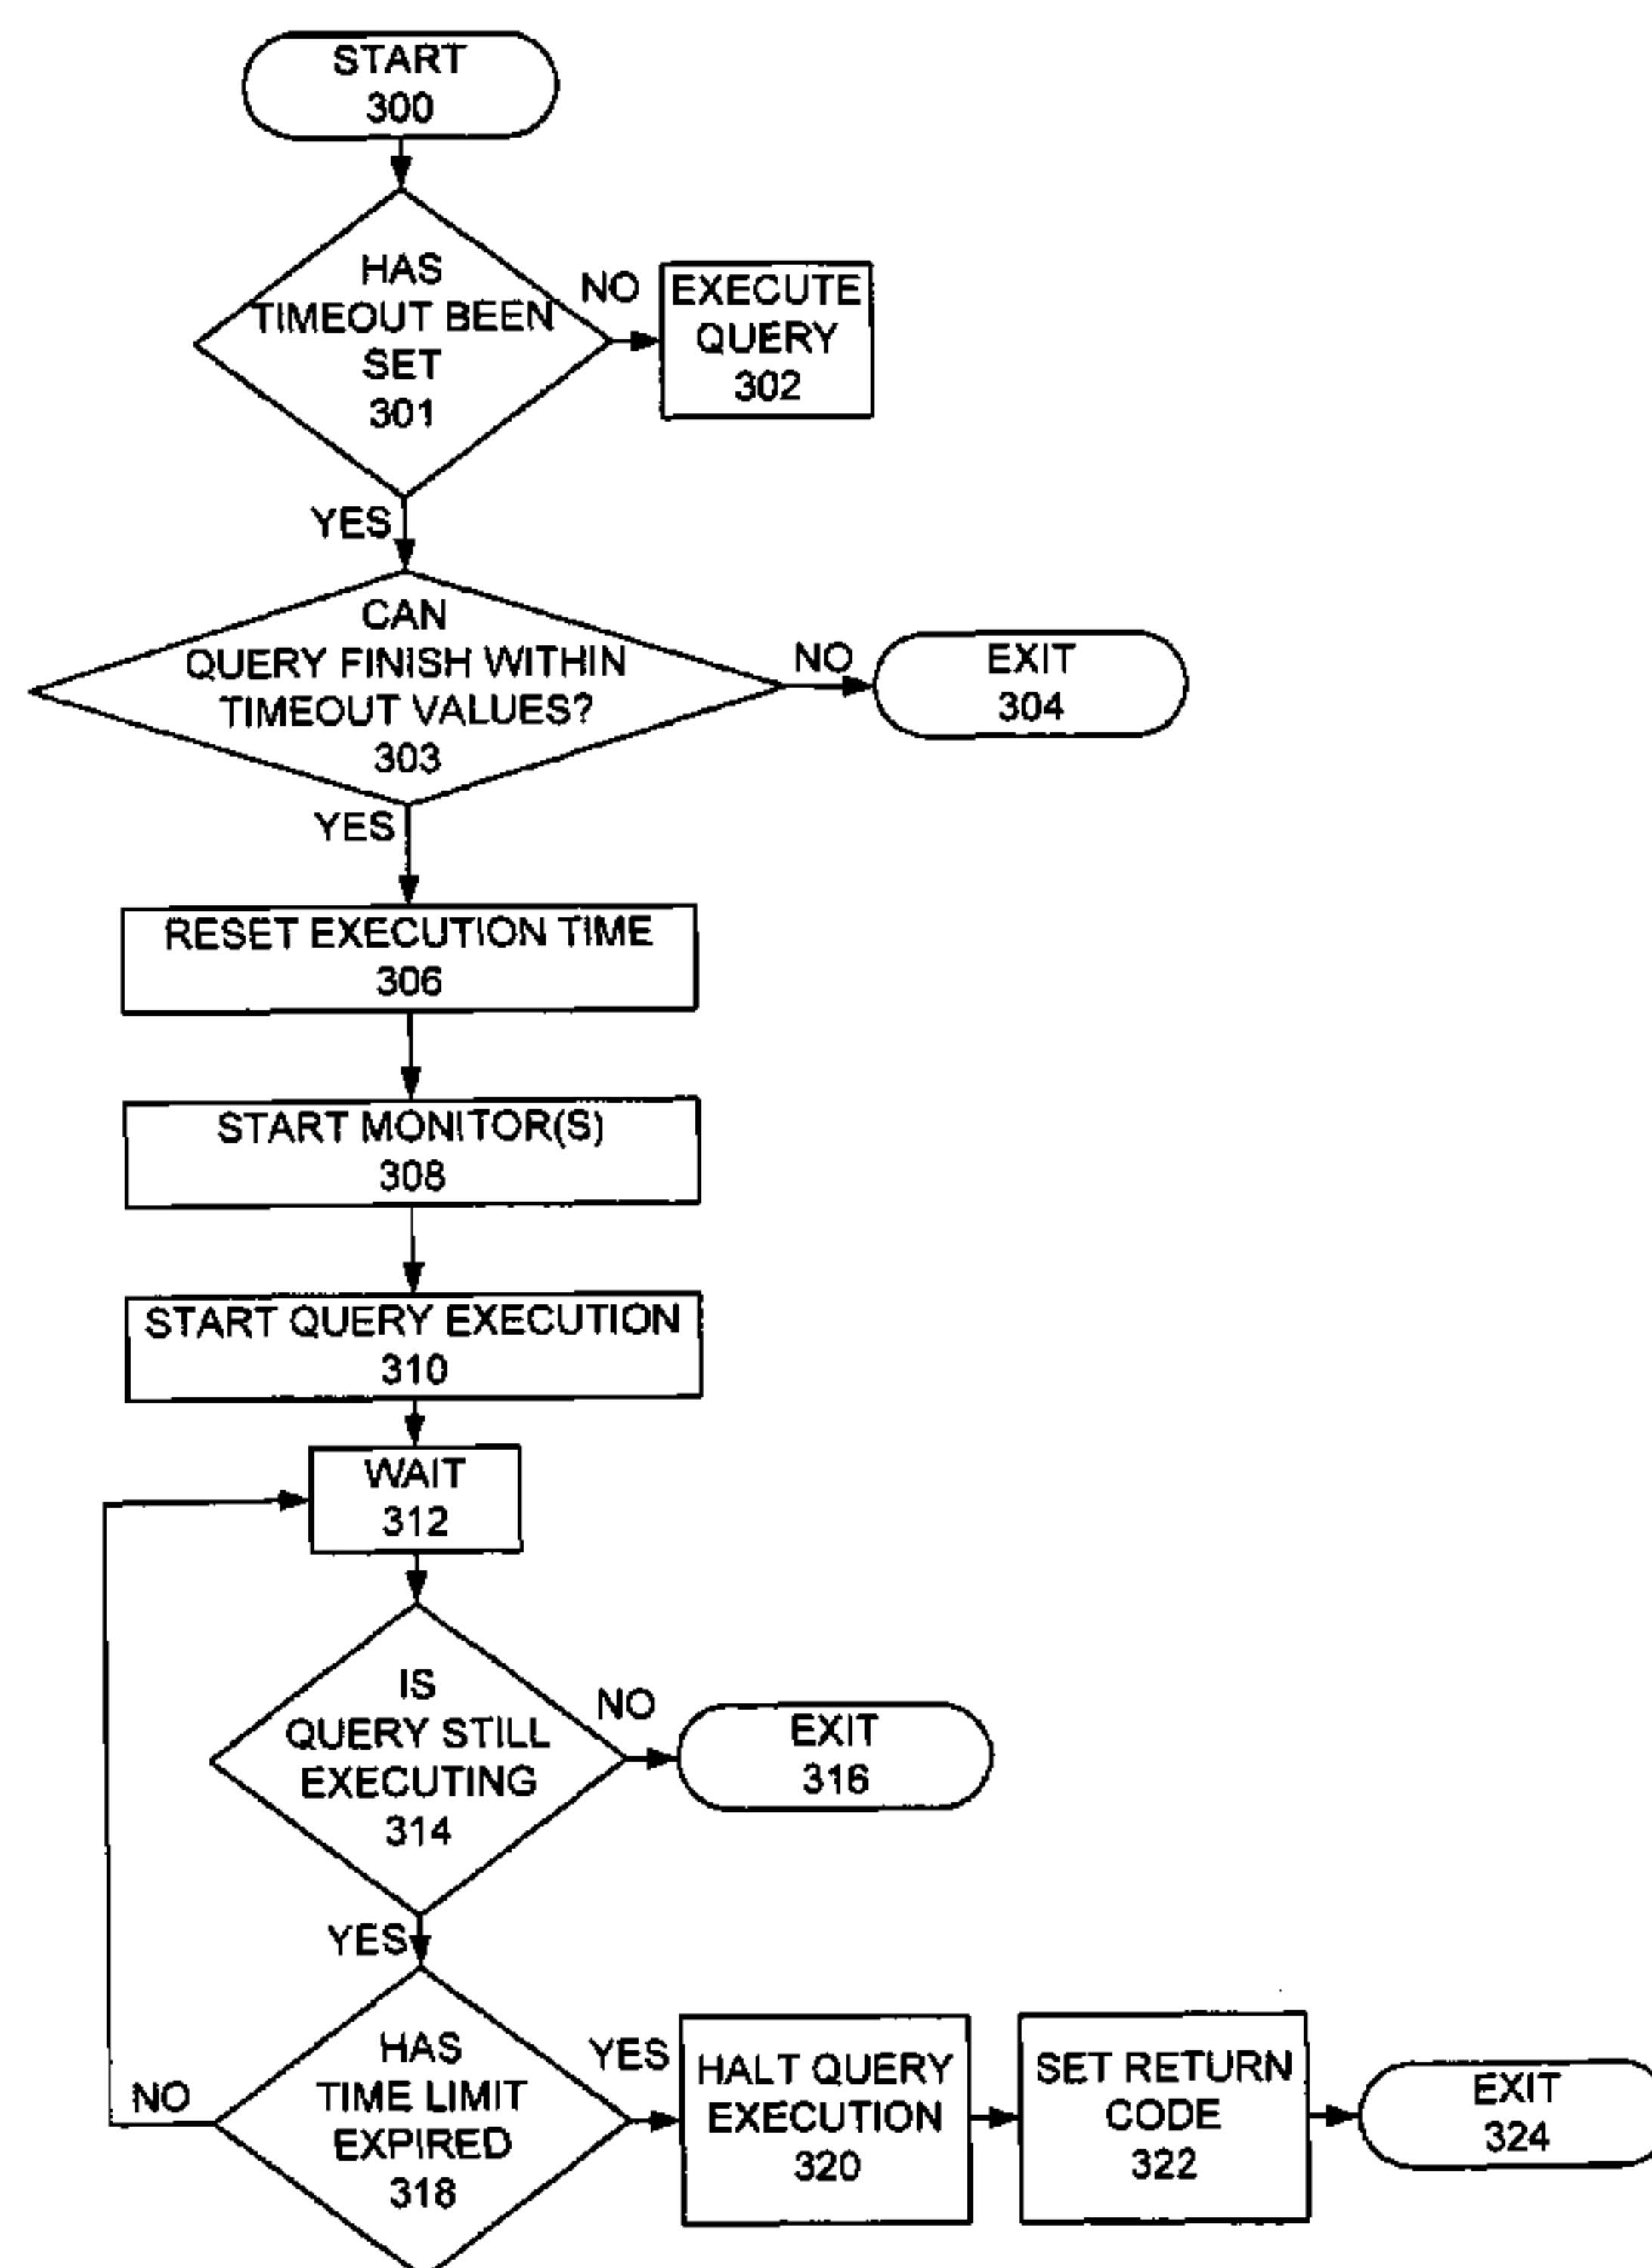 START
300
HAS
TIMEOUT BEEN
SET
301
NO
EXECUTE
QUERY
302
YES
CAN
QUERY FINISH WITHIN
TIMEOUT VALUES?
303
NO
EXIT
304
YES
RESET EXECUTION TIME
306
START MONITOR(S)
308
START QUERY EXECUTION
310
WAIT
312
IS
QUERY STILL
EXECUTING
314
NO
EXIT
316
YES
HAS
TIME LIMIT
EXPIRED
318
NO
YES
HALT QUERY
EXECUTION
320
SET RETURN
CODE
322
EXIT
324